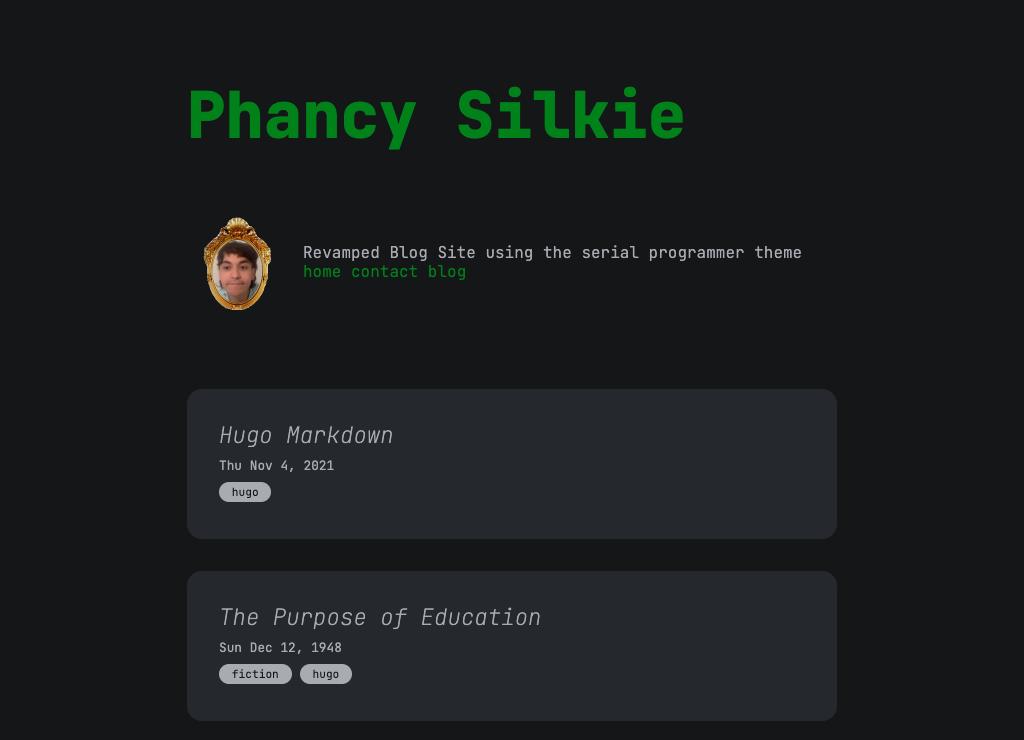 Phancy Silkie
Revamped Blog Site using the serial programmer theme
home contact blog
Hugo Markdown
Thu Nov 4, 2021
hugo
The Purpose of Education
Sun Dec 12, 1948
fiction hugo